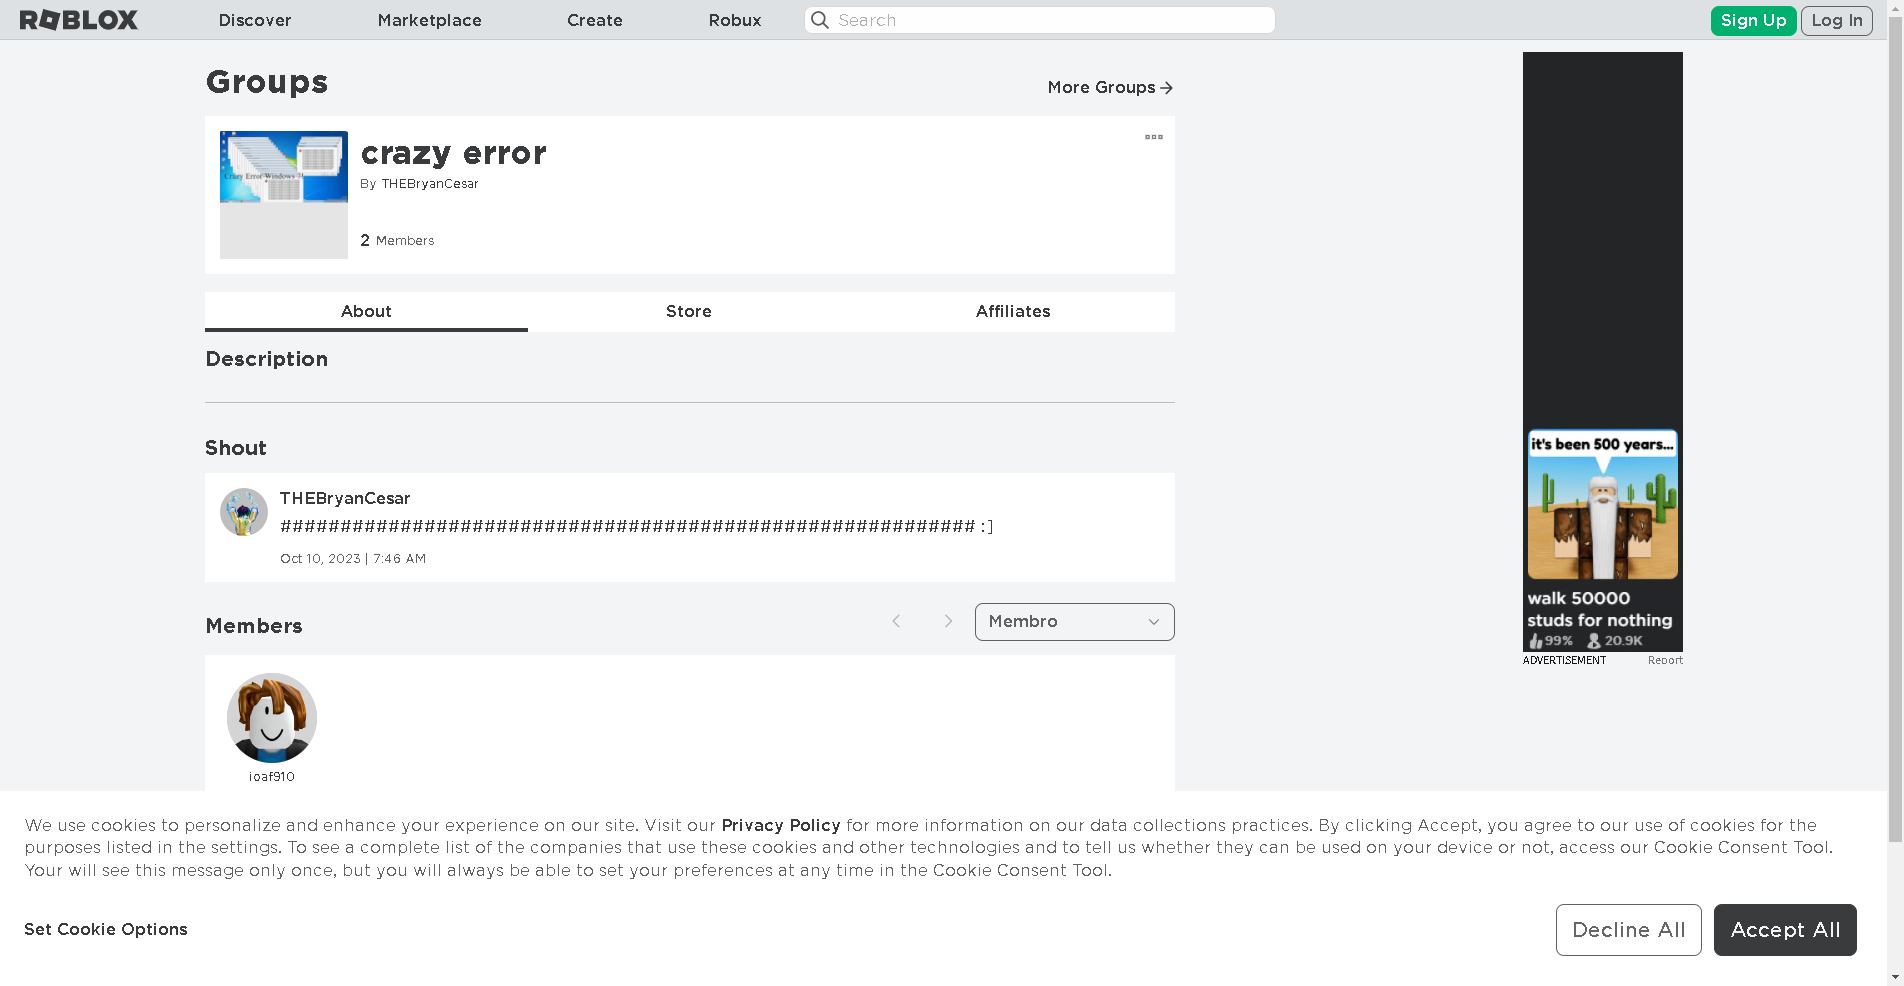 ROBLOX Discover Marketplace Create Robux Search Sign Up Log In
Groups
More Groups
Crazy Error Windows
crazy error
By THEBryanCesar
2 Members
About Store Affiliates
Description
Shout
THEBryanCesar
########################################################## :]
Oct 10, 2023 | 7:46 AM
Members
Membro
ioaf910
it's been 500 years...
walk 50000
studs for nothing
99% 20.9K
ADVERTISEMENT Report
We use cookies to personalize and enhance your experience on our site. Visit our Privacy Policy for more information on our data collections practices. By clicking Accept, you agree to our use of cookies for the
purposes listed in the settings. To see a complete list of the companies that use these cookies and other technologies and to tell us whether they can be used on your device or not, access our Cookie Consent Tool.
Your will see this message only once, but you will always be able to set your preferences at any time in the Cookie Consent Tool.
Set Cookie Options
Decline All Accept All